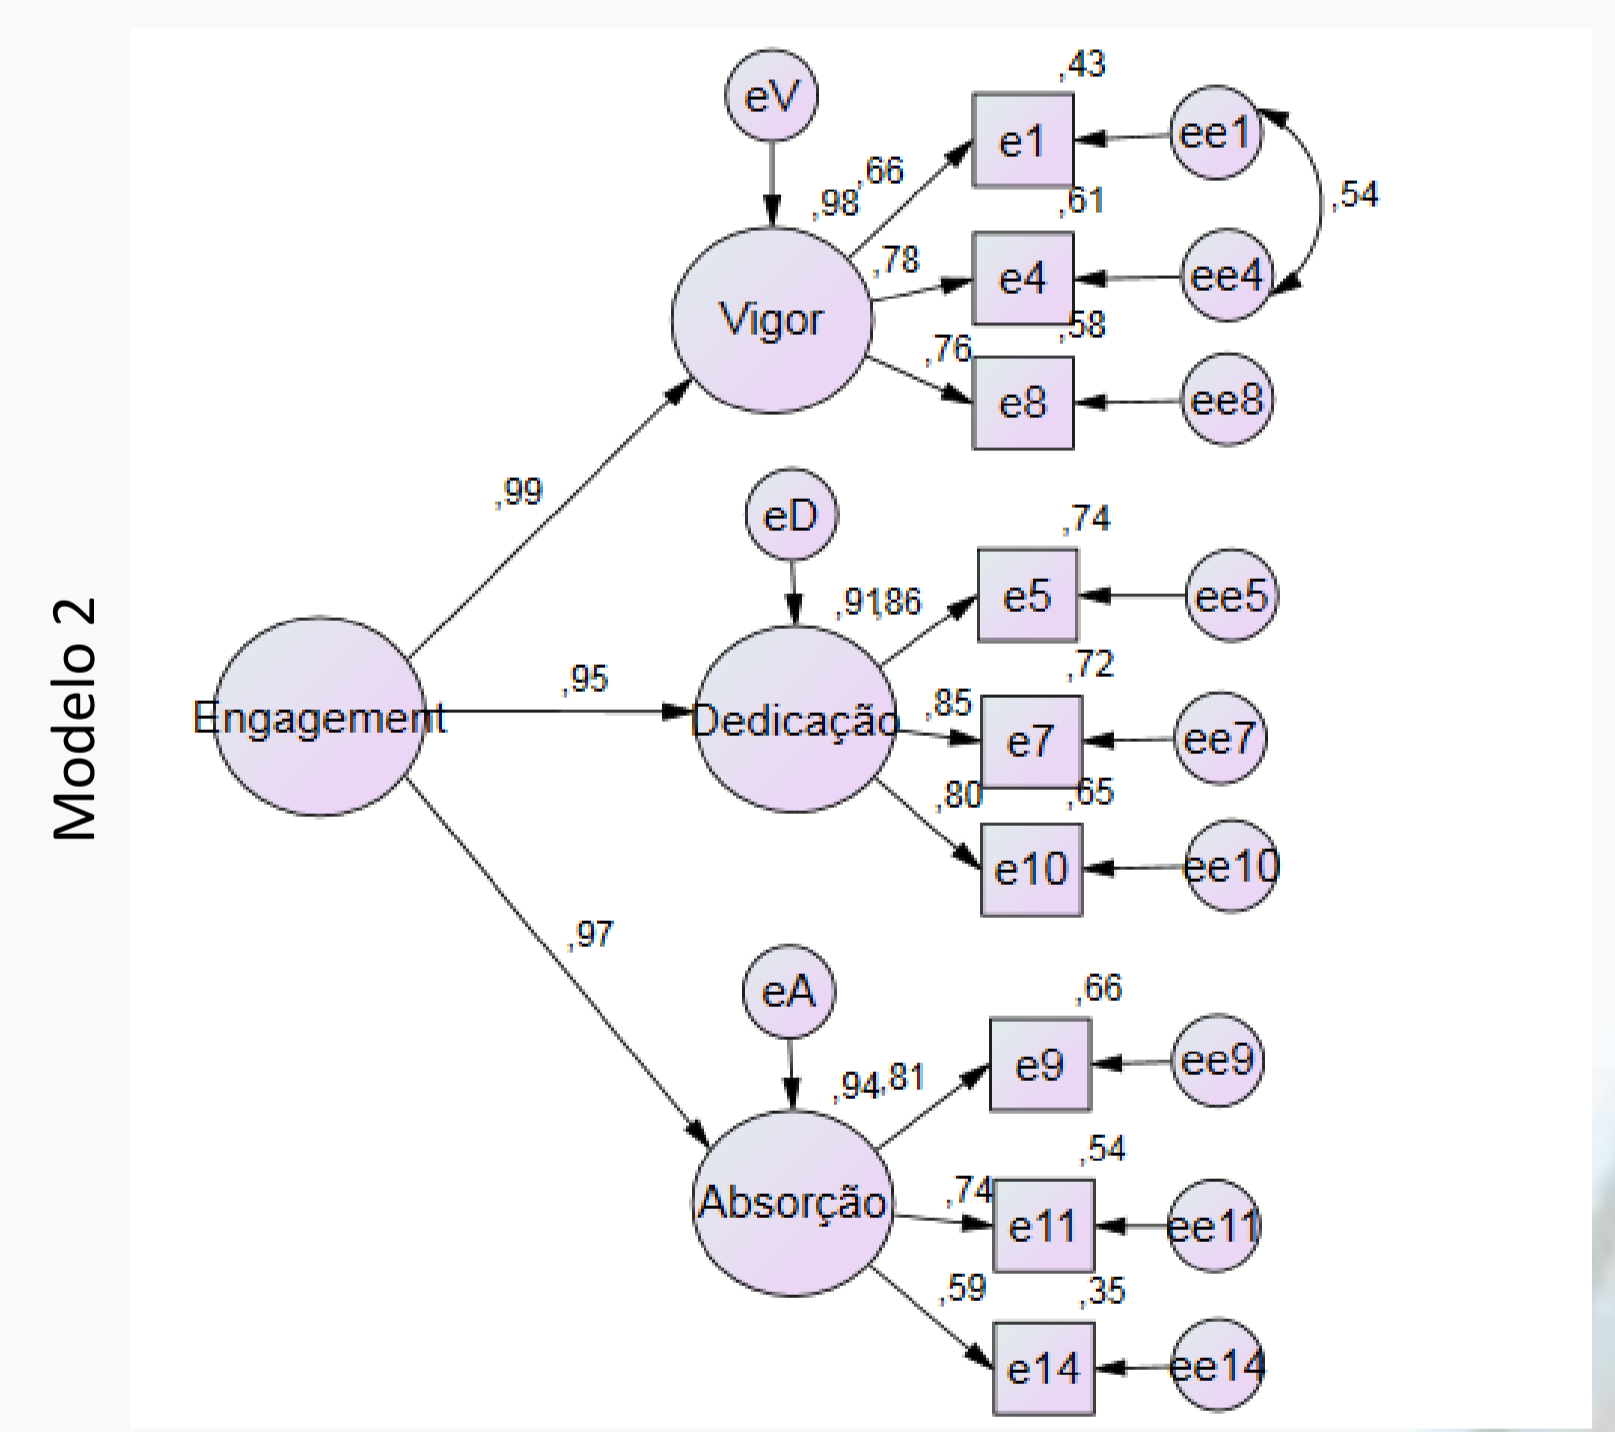 Modelo 2
eV
,43
e1
ee1
,66
,98
,61
,54
,78
e4
ee4
Vigor
,58
,76
e8
ee8
,99
eD
,74
,91
,86
e5
ee5
,72
,95
,85
Engagement
Dedicação
e7
ee7
,80
,65
e10
ee10
,97
eA
,66
,94
,81
e9
ee9
,54
,74
Absorção
e11
ee11
,59
,35
e14
ee14